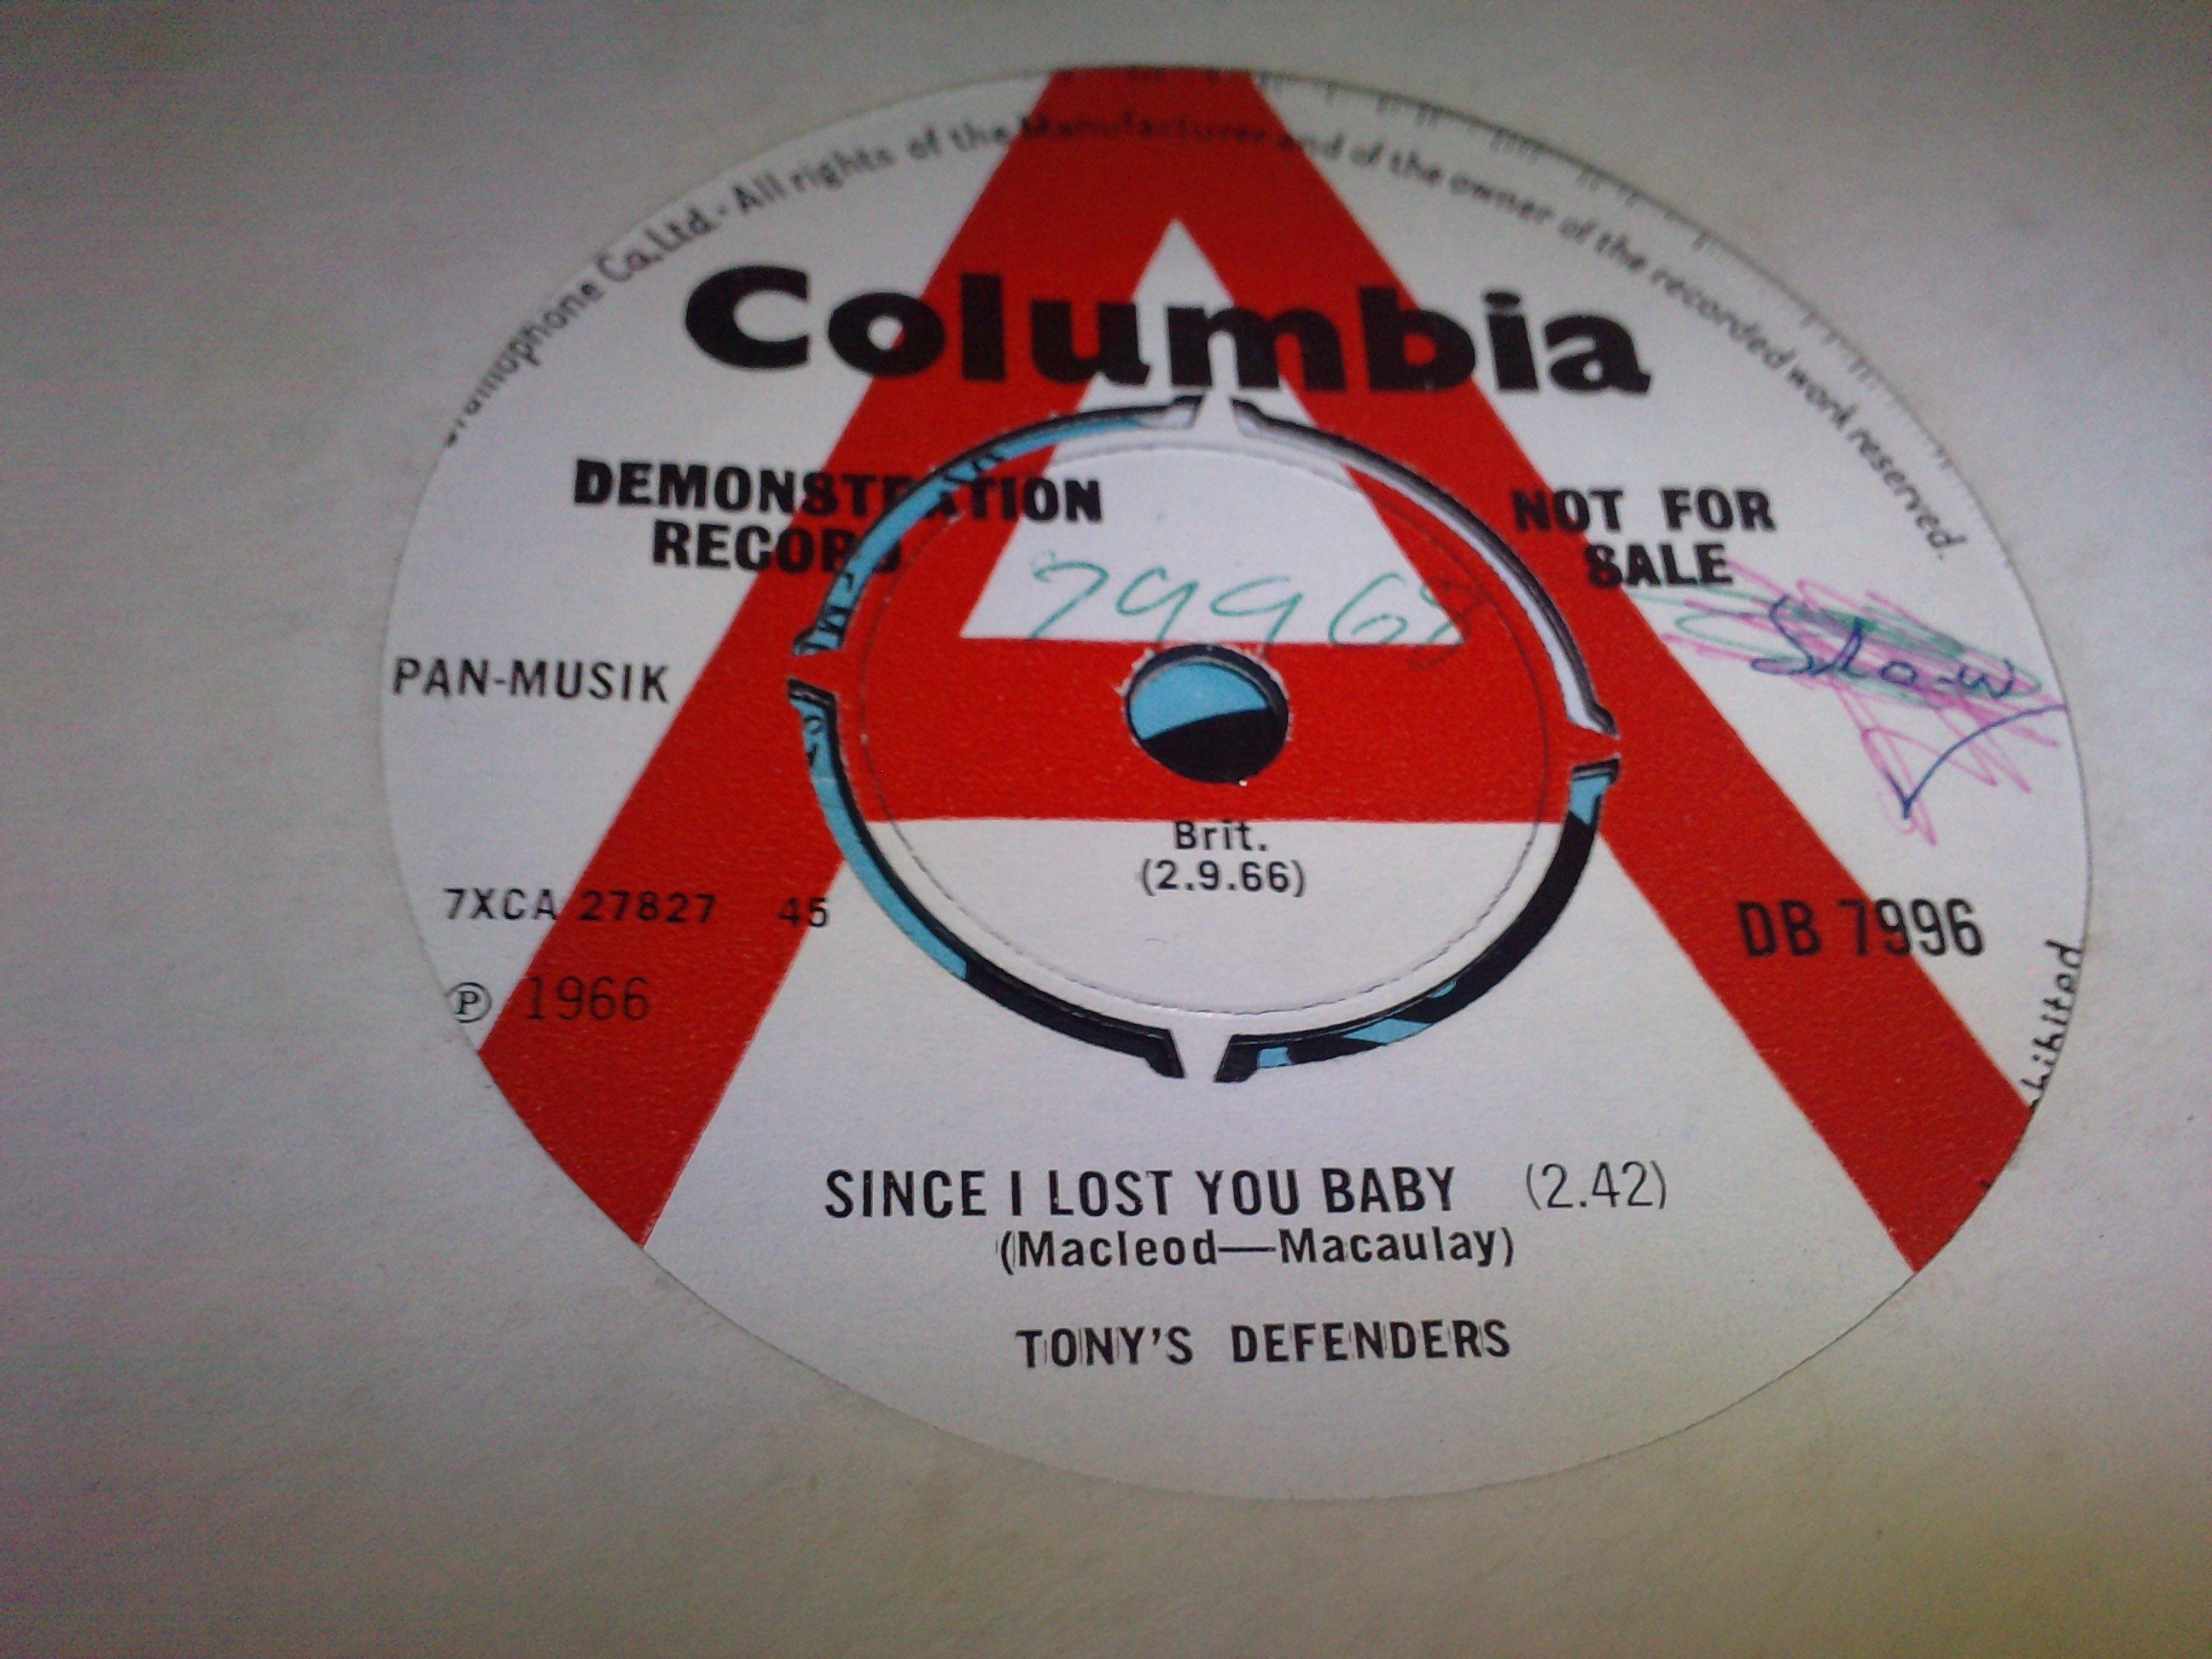 Gramophone Co. Ltd. - All rights of the Manufacturer and of the owner of the recorded work reserved.
Columbia
DEMONSTRATION
RECORD
NOT FOR
SALE
Slow
PAN-MUSIK
Brit.
(2.9.66)
7XCA 27827 45
DB 7996
℗ 1966
SINCE I LOST YOU BABY (2.42)
(Macleod—Macaulay)
TONY'S DEFENDERS